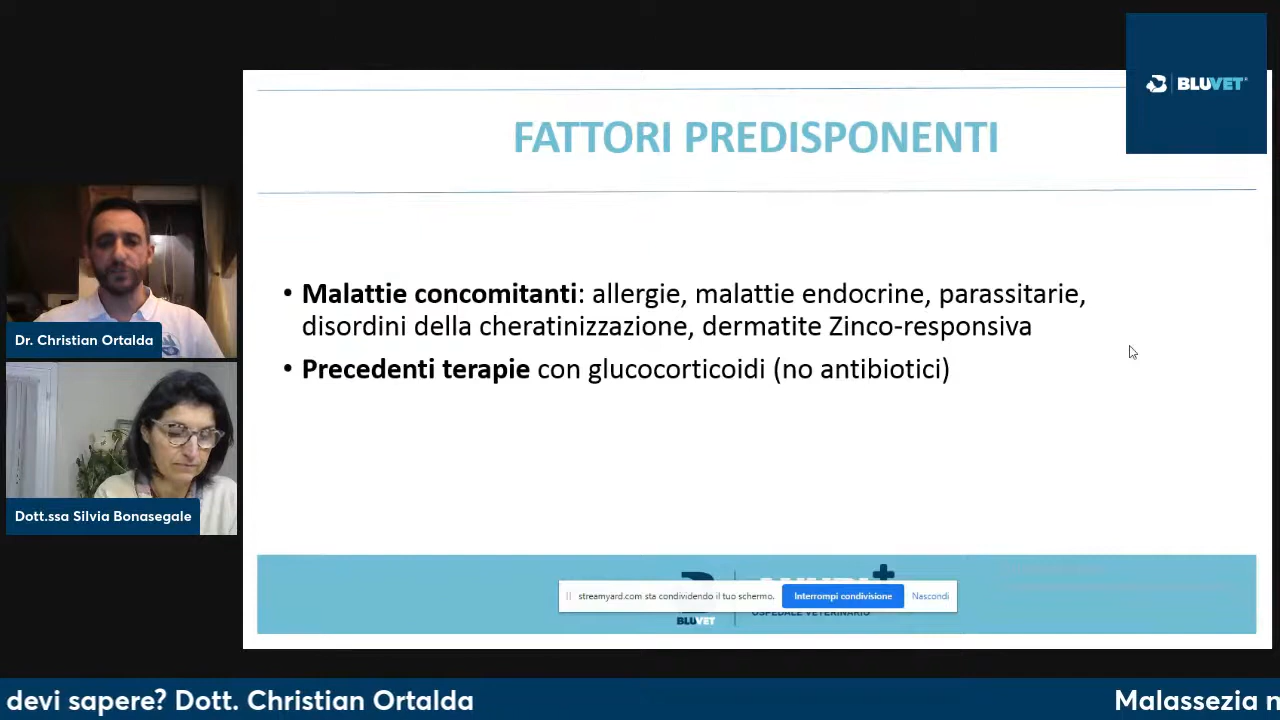 BLUVET
FATTORI PREDISPONENTI
• Malattie concomitanti: allergie, malattie endocrine, parassitarie,
disordini della cheratinizzazione, dermatite Zinco-responsiva
• Precedenti terapie con glucocorticoidi (no antibiotici)
Dr. Christian Ortalda
Dott.ssa Silvia Bonasegale
streamyard.com sta condividendo il tuo schermo.
Interrompi condivisione
Nascondi
BLUVET
OSPEDALE VETERINARIO
devi sapere? Dott. Christian Ortalda
Malassezia n